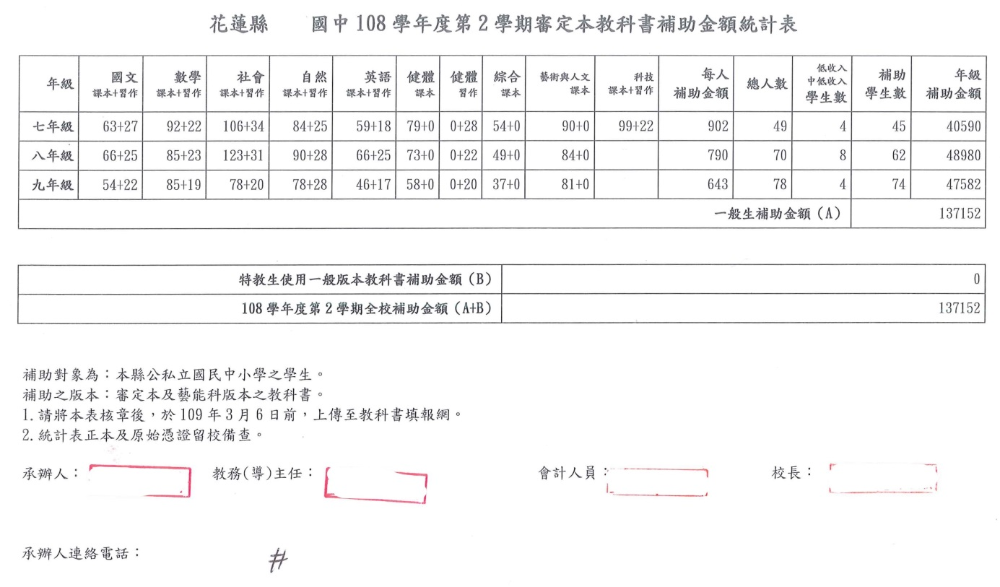 花蓮縣 國中 108 學年度第 2 學期審定本教科書補助金額統計表
年級 國文 課本+習作 數學 課本+習作 社會 課本+習作 自然 課本+習作 英語 課本+習作 健體 課本 健體 習作 綜合 課本 藝術與人文 課本 科技 課本+習作 每人 補助金額 總人數 低收入 中低收入 學生數 補助 學生數 年級 補助金額
七年級 63+27 92+22 106+34 84+25 59+18 79+0 0+28 54+0 90+0 99+22 902 49 4 45 40590
八年級 66+25 85+23 123+31 90+28 66+25 73+0 0+22 49+0 84+0 790 70 8 62 48980
九年級 54+22 85+19 78+20 78+28 46+17 58+0 0+20 37+0 81+0 643 78 4 74 47582
一般生補助金額(A) 137152
特教生使用一般版本教科書補助金額(B) 0
108 學年度第 2 學期全校補助金額(A+B) 137152
補助對象為：本縣公私立國民中小學之學生。
補助之版本：審定本及藝能科版本之教科書。
1.請將本表核章後，於 109 年 3 月 6 日前，上傳至教科書填報網。
2.統計表正本及原始憑證留校備查。
承辦人： 教務(導)主任： 會計人員： 校長：
承辦人連絡電話： #